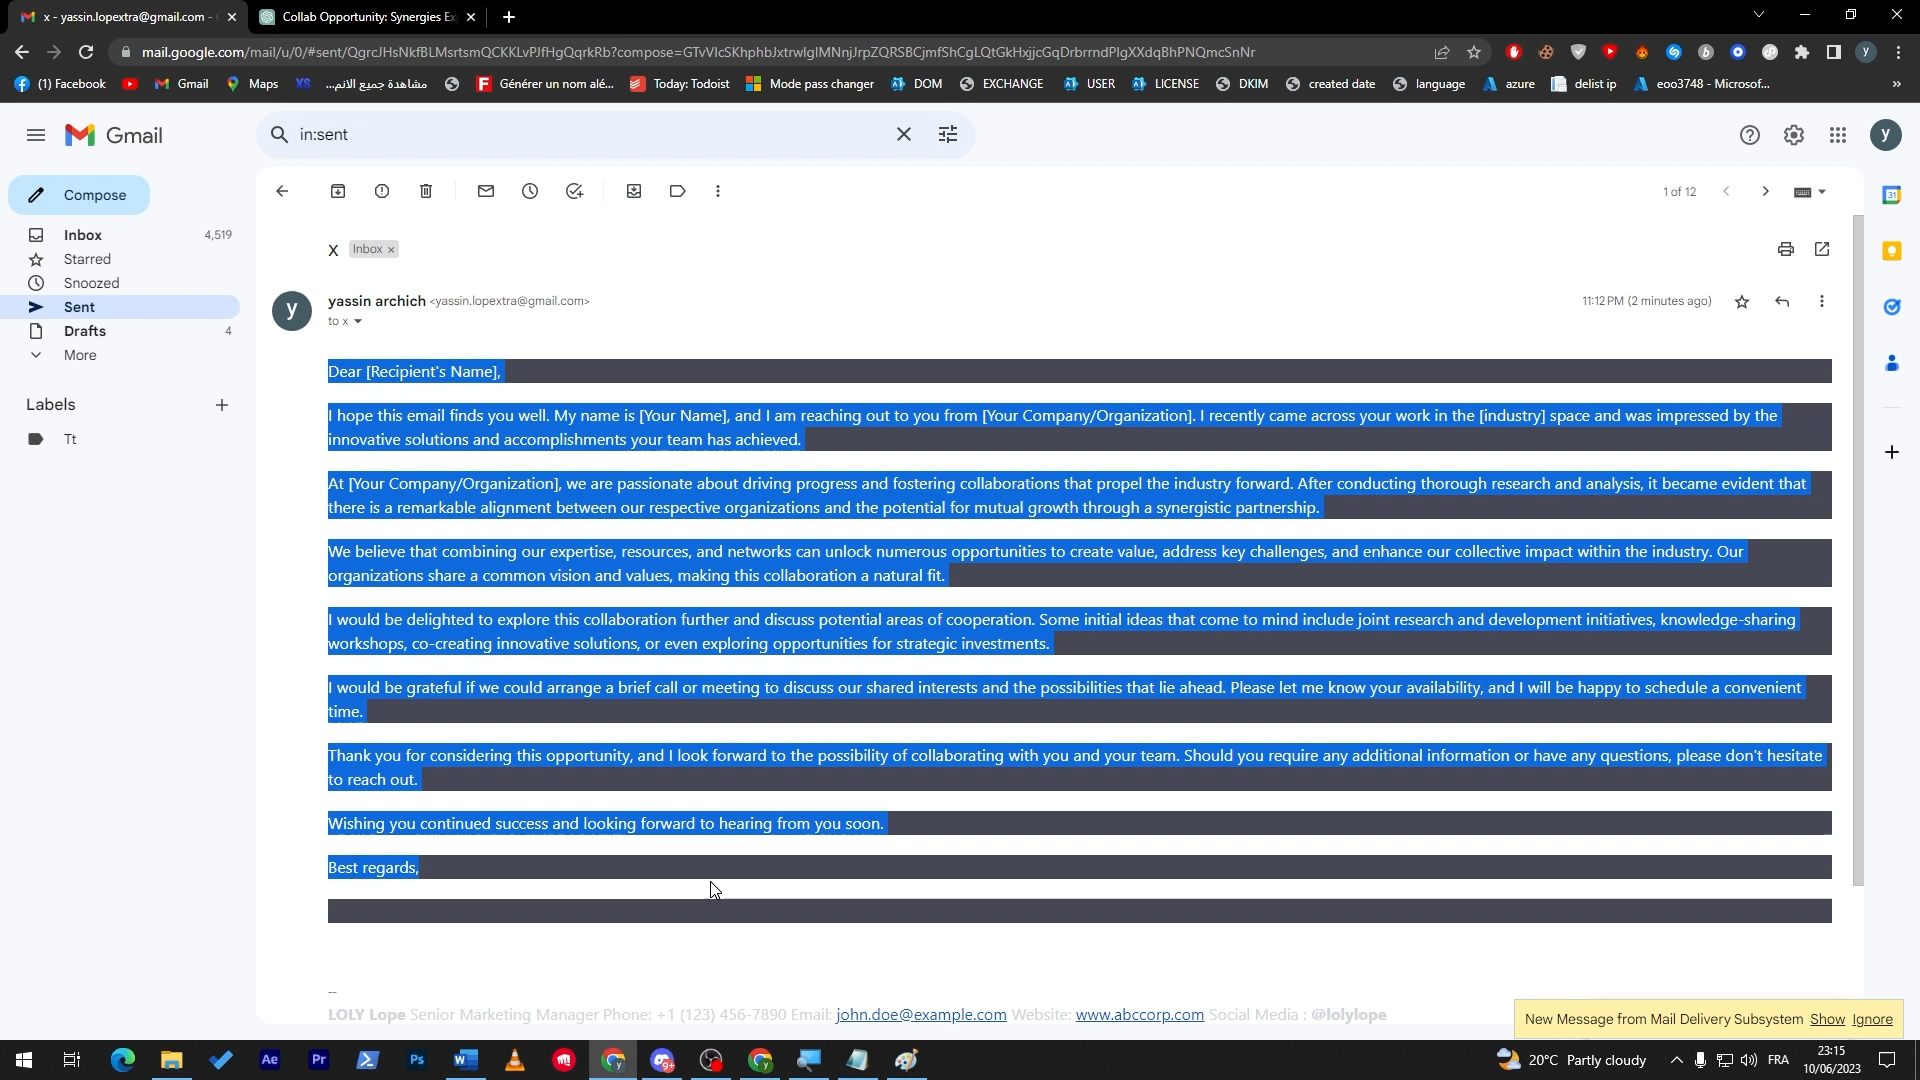 x - yassin.lopextra@gmail.com -
Collab Opportunity: Synergies Ex
mail.google.com/mail/u/0/#sent/QgrcJHsNkfBLMsrtsmQCKKLvPJfHgQqrkRb?compose=GTvVlcSKhphbJxtrwlglMNnjJrpZQRSBCjmfShCgLQtGkHxjjcGqDrbrrndPlgXXdqBhPNQmcSnNr
(1) Facebook
Gmail
Maps
مشاهدة جميع الانم...
Générer un nom alé...
Today: Todoist
Mode pass changer
DOM
EXCHANGE
USER
LICENSE
DKIM
created date
language
azure
delist ip
eoo3748 - Microsof...
»
Gmail
in:sent
y
Compose
1 of 12
Inbox 4,519
Starred
Snoozed
Sent
Drafts 4
More
Labels
Tt
X Inbox ×
yassin archich <yassin.lopextra@gmail.com>
11:12 PM (2 minutes ago)
to x
Dear [Recipient's Name],
I hope this email finds you well. My name is [Your Name], and I am reaching out to you from [Your Company/Organization]. I recently came across your work in the [industry] space and was impressed by the
innovative solutions and accomplishments your team has achieved.
At [Your Company/Organization], we are passionate about driving progress and fostering collaborations that propel the industry forward. After conducting thorough research and analysis, it became evident that
there is a remarkable alignment between our respective organizations and the potential for mutual growth through a synergistic partnership.
We believe that combining our expertise, resources, and networks can unlock numerous opportunities to create value, address key challenges, and enhance our collective impact within the industry. Our
organizations share a common vision and values, making this collaboration a natural fit.
I would be delighted to explore this collaboration further and discuss potential areas of cooperation. Some initial ideas that come to mind include joint research and development initiatives, knowledge-sharing
workshops, co-creating innovative solutions, or even exploring opportunities for strategic investments.
I would be grateful if we could arrange a brief call or meeting to discuss our shared interests and the possibilities that lie ahead. Please let me know your availability, and I will be happy to schedule a convenient
time.
Thank you for considering this opportunity, and I look forward to the possibility of collaborating with you and your team. Should you require any additional information or have any questions, please don't hesitate
to reach out.
Wishing you continued success and looking forward to hearing from you soon.
Best regards,
--
LOLY Lope Senior Marketing Manager Phone: +1 (123) 456-7890 Email: john.doe@example.com Website: www.abccorp.com Social Media : @lolylope
New Message from Mail Delivery Subsystem Show Ignore
20°C Partly cloudy
FRA
23:15
10/06/2023